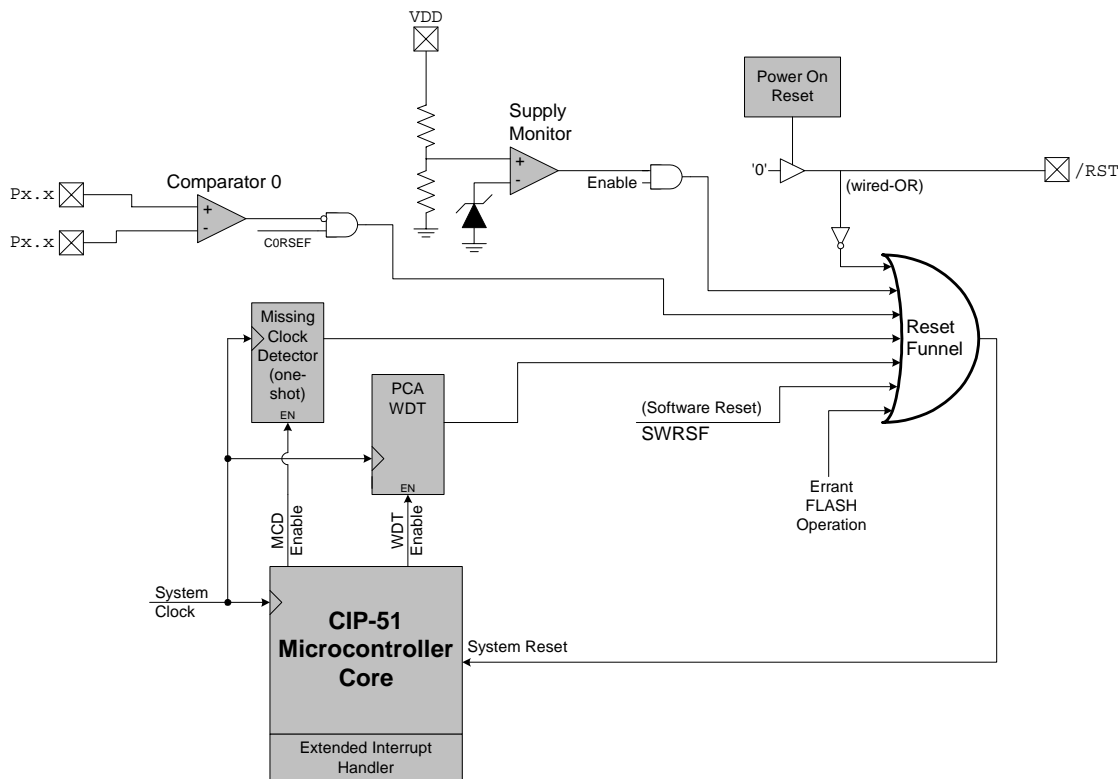 VDD
Power On
Reset
Supply
Monitor
+
-
Enable
'0'
(wired-OR)
/RST
Px.x
Px.x
Comparator 0
+
-
C0RSEF
Reset
Funnel
Missing
Clock
Detector
(one-
shot)
EN
PCA
WDT
EN
(Software Reset)
SWRSF
Errant
FLASH
Operation
MCD
Enable
WDT
Enable
System
Clock
CIP-51
Microcontroller
Core
System Reset
Extended Interrupt
Handler